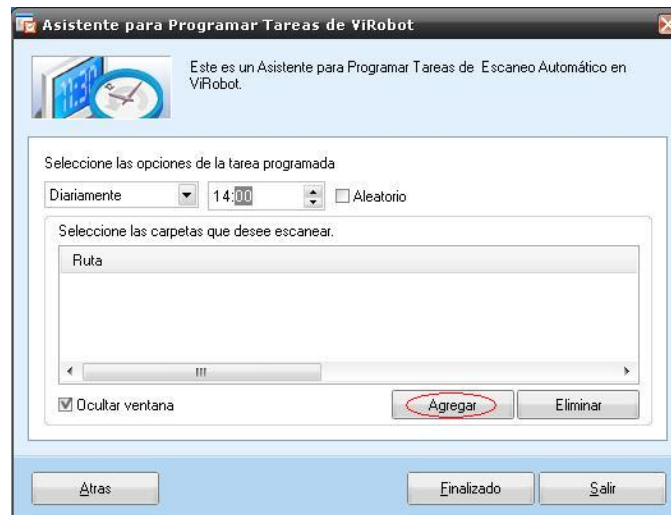 Asistente para Programar Tareas de ViRobot
Este es un Asistente para Programar Tareas de Escaneo Automático en
ViRobot.
Seleccione las opciones de la tarea programada
Diariamente 14:00 Aleatorio
Seleccione las carpetas que desee escanear.
Ruta
Ocultar ventana Agregar Eliminar
Atras Finalizado Salir